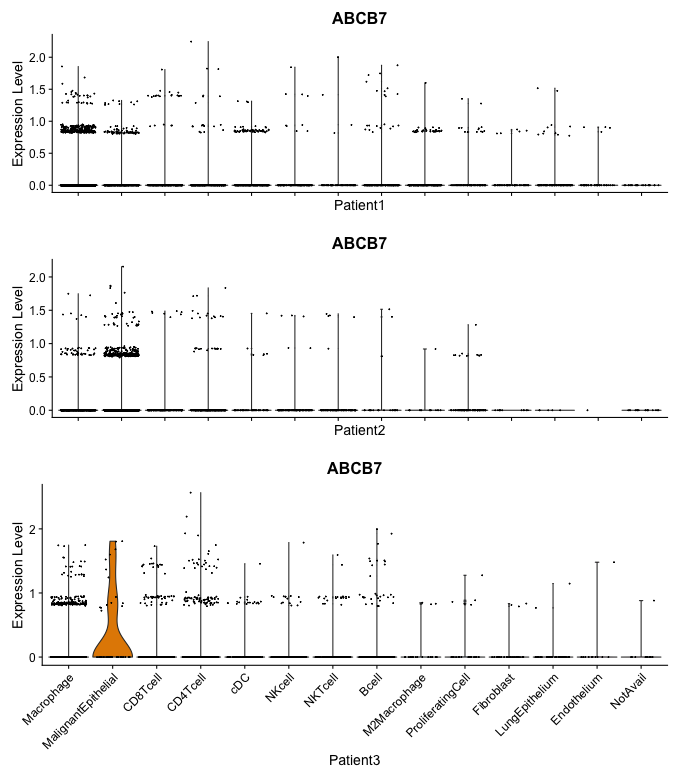 ABCB7
Expression Level
2.0
1.5
1.0
0.5
0.0
Patient1
ABCB7
Expression Level
2.0
1.5
1.0
0.5
0.0
Patient2
ABCB7
Expression Level
2
1
0
Macrophage
MalignantEpithelial
CD8Tcell
CD4Tcell
cDC
NKcell
NKTcell
Bcell
M2Macrophage
ProliferatingCell
Fibroblast
LungEpithelium
Endothelium
NotAvail
Patient3